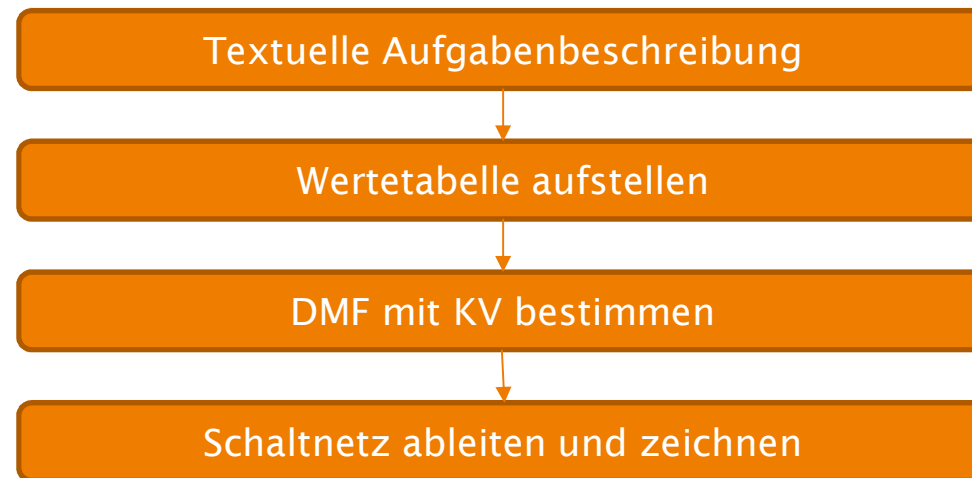 Textuelle Aufgabenbeschreibung
Wertetabelle aufstellen
DMF mit KV bestimmen
Schaltnetz ableiten und zeichnen